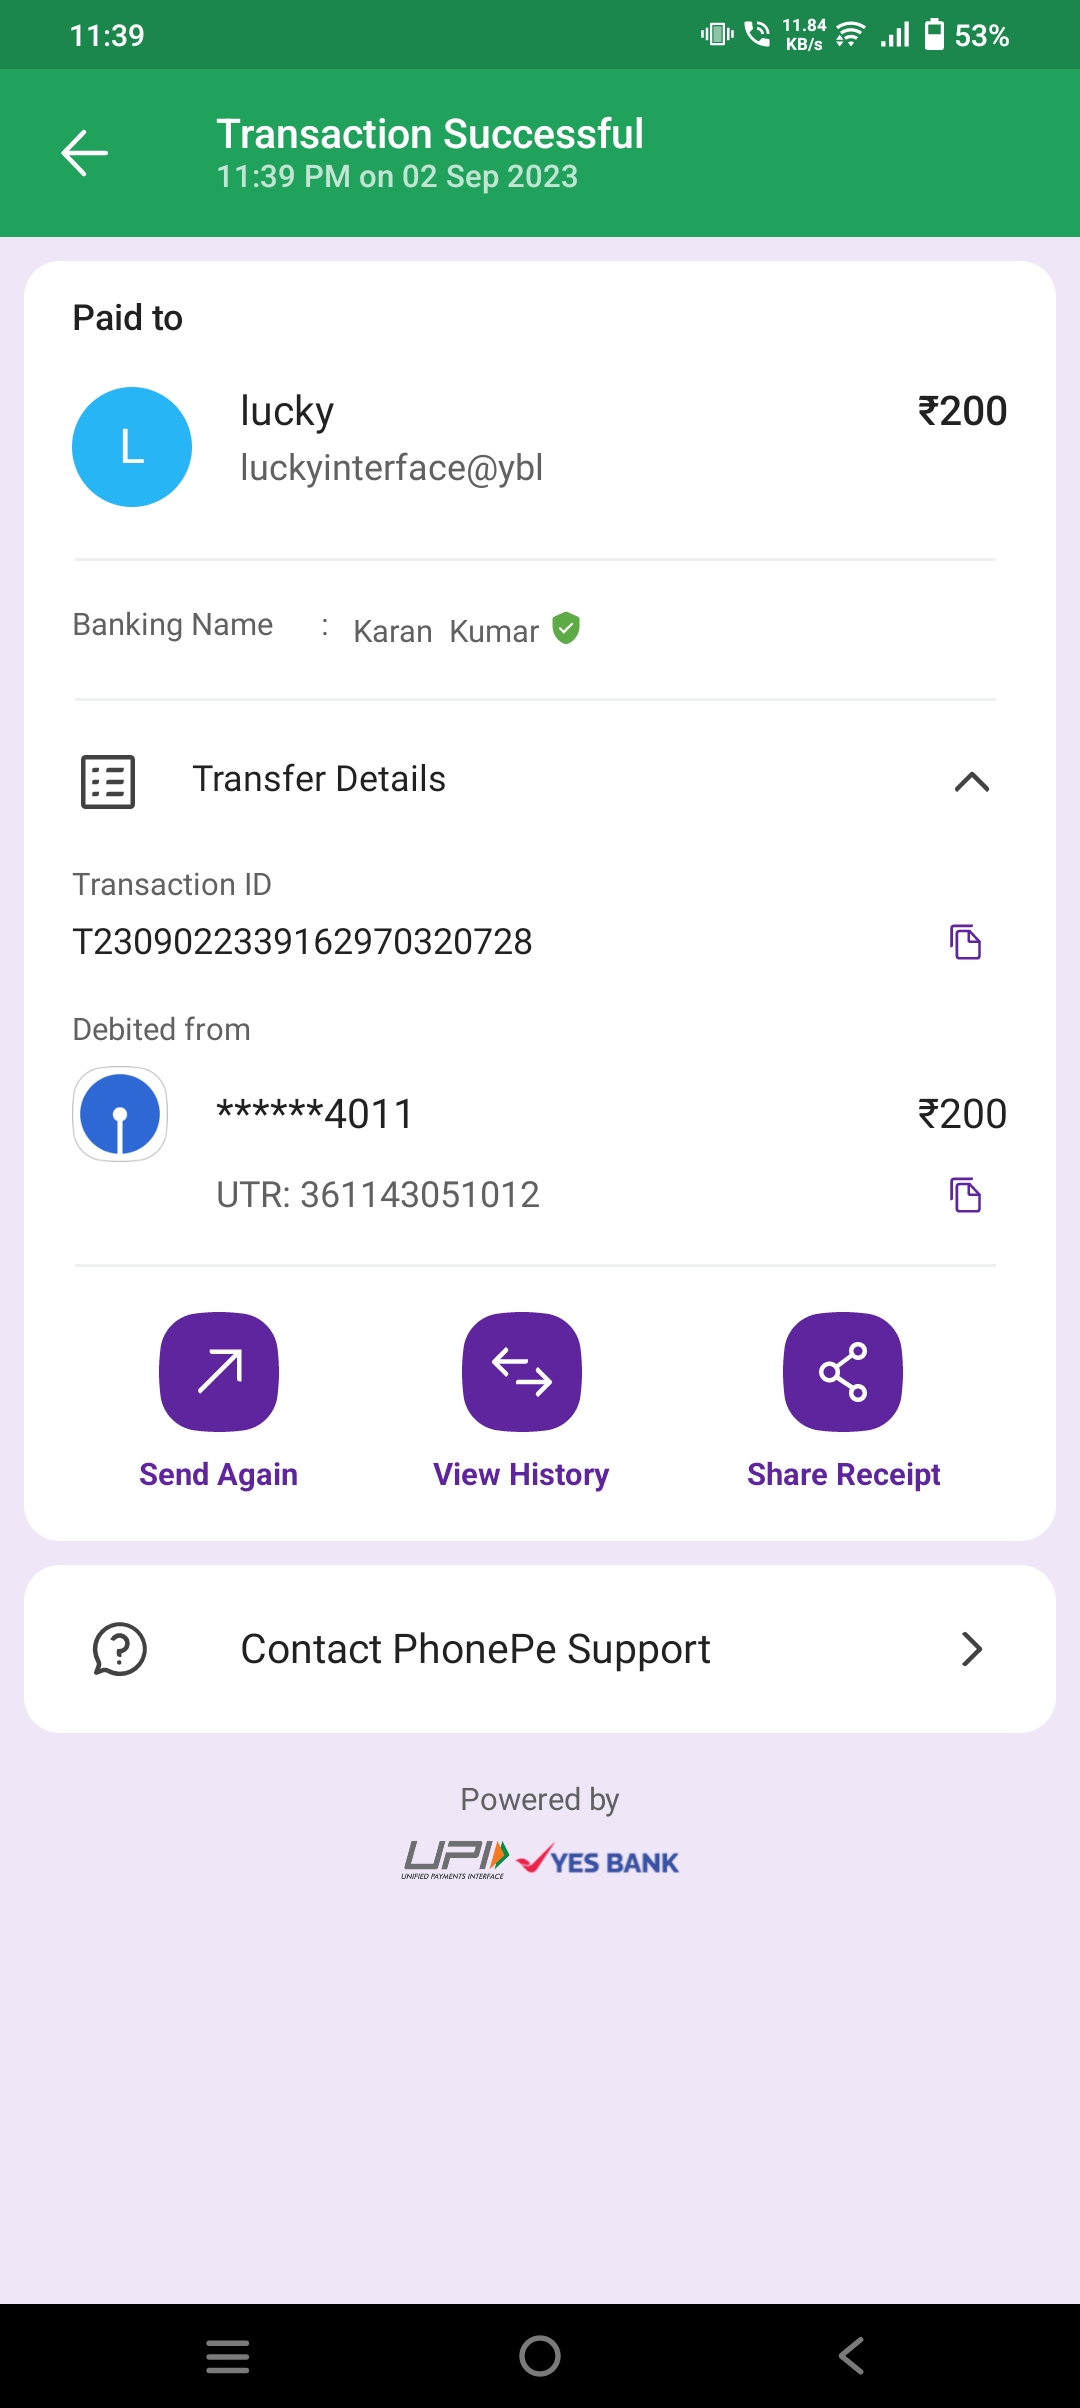 11:39
11.84
KB/s
53%
Transaction Successful
11:39 PM on 02 Sep 2023
Paid to
L
lucky
₹200
luckyinterface@ybl
Banking Name : Karan Kumar
Transfer Details
Transaction ID
T2309022339162970320728
Debited from
******4011
₹200
UTR: 361143051012
Send Again
View History
Share Receipt
Contact PhonePe Support
Powered by
UPI
UNIFIED PAYMENTS INTERFACE
YES BANK